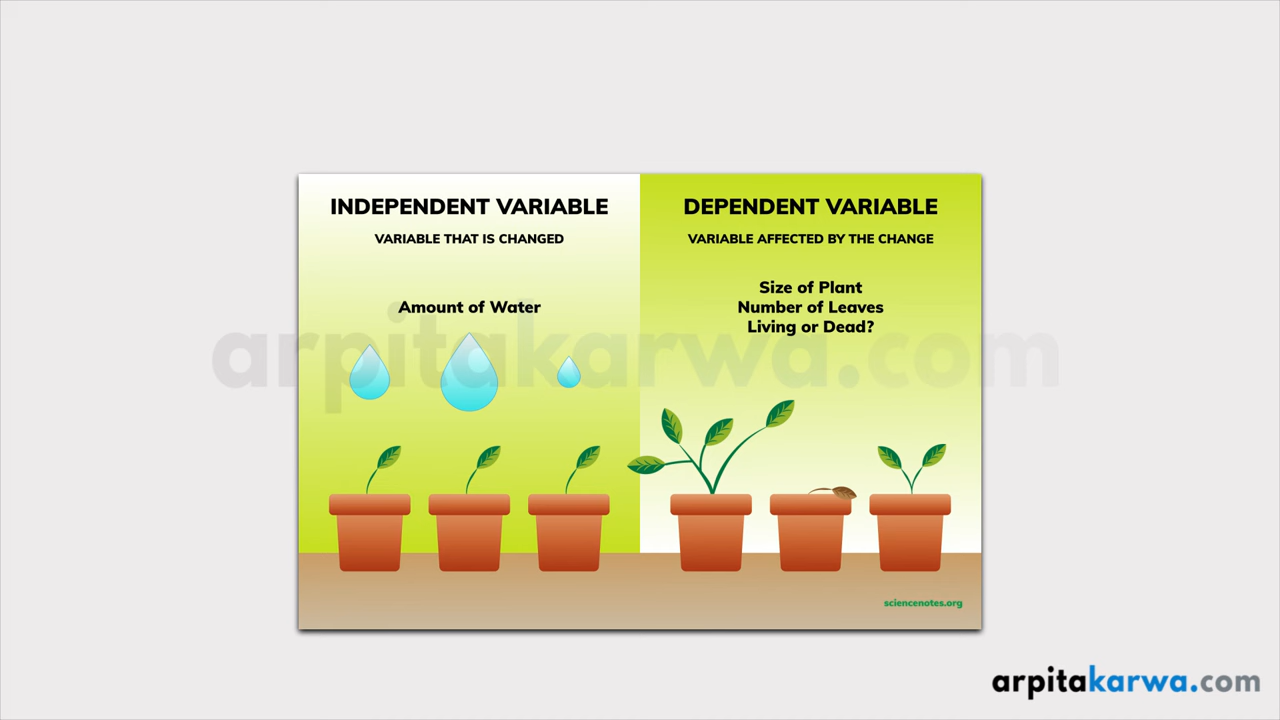 INDEPENDENT VARIABLE
VARIABLE THAT IS CHANGED
Amount of Water
DEPENDENT VARIABLE
VARIABLE AFFECTED BY THE CHANGE
Size of Plant
Number of Leaves
Living or Dead?
arpitakarwa.com
sciencenotes.org
arpitakarwa.com